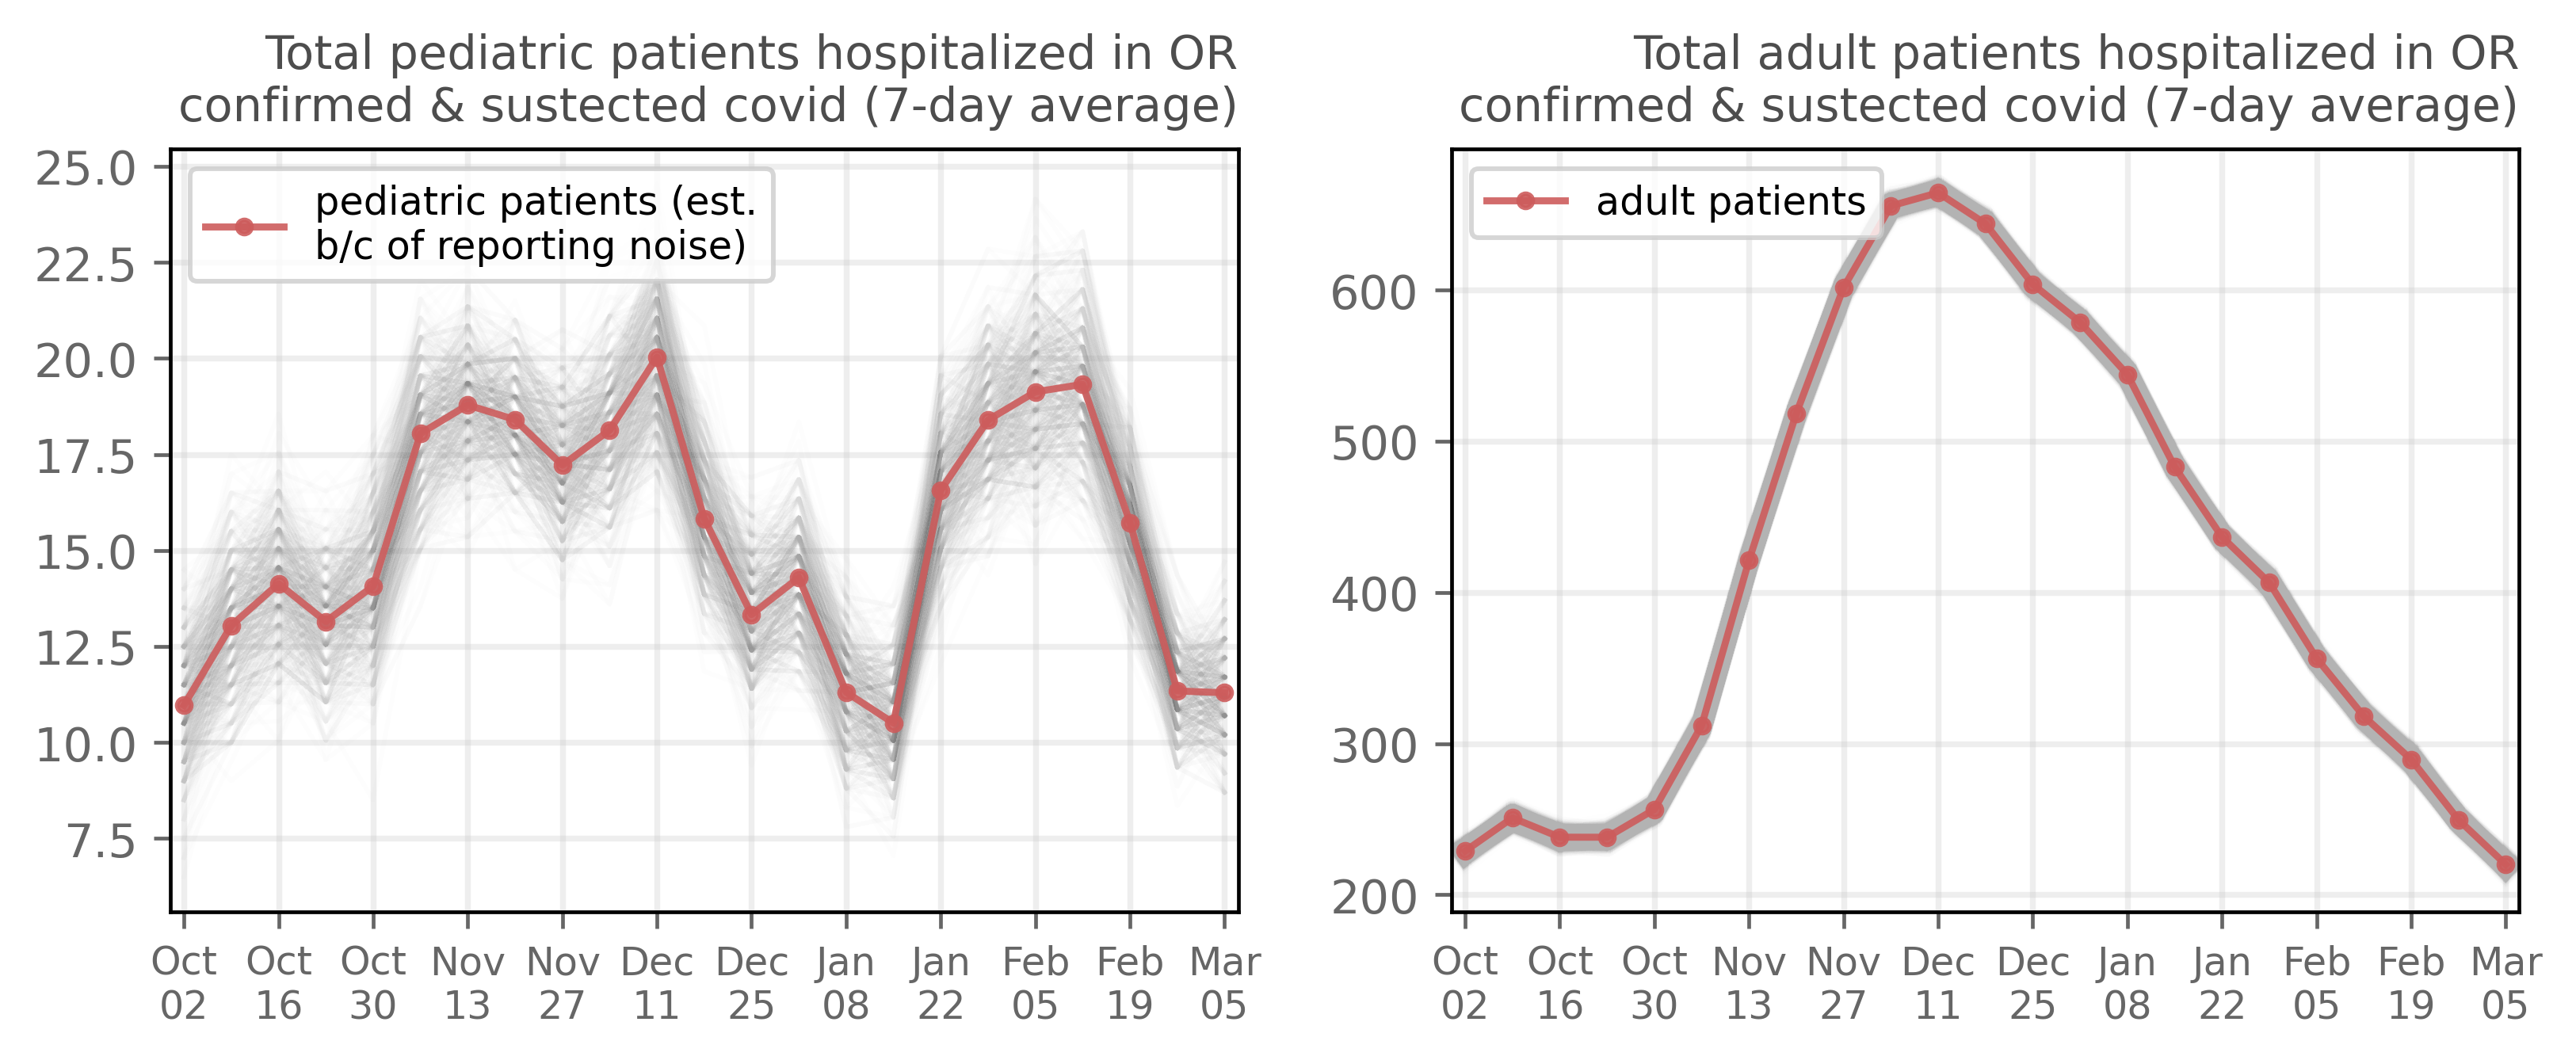 Total pediatric patients hospitalized in OR
confirmed & sustected covid (7-day average)
pediatric patients (est.
b/c of reporting noise)
25.0
22.5
20.0
17.5
15.0
12.5
10.0
7.5
Oct Oct Oct Nov Nov Dec Dec Jan Jan Feb Feb Mar
02 16 30 13 27 11 25 08 22 05 19 05
Total adult patients hospitalized in OR
confirmed & sustected covid (7-day average)
adult patients
600
500
400
300
200
Oct Oct Oct Nov Nov Dec Dec Jan Jan Feb Feb Mar
02 16 30 13 27 11 25 08 22 05 19 05